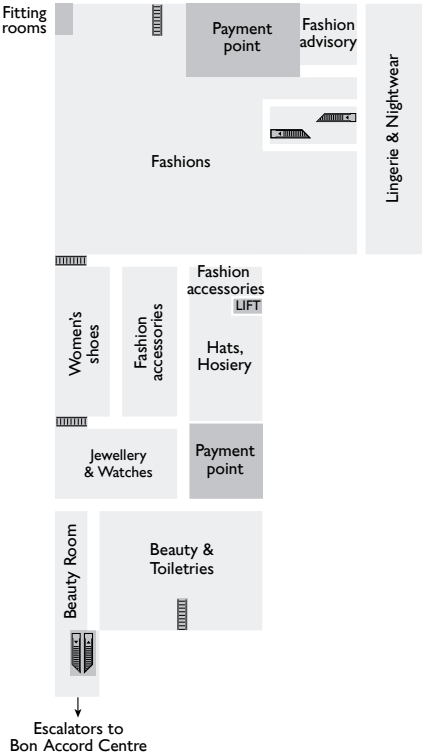 Fitting
rooms
Payment
point
Fashion
advisory
Lingerie & Nightwear
Fashions
Women's
shoes
Fashion
accessories
Fashion
accessories
LIFT
Hats,
Hosiery
Jewellery
& Watches
Payment
point
Beauty Room
Beauty &
Toiletries
Escalators to
Bon Accord Centre